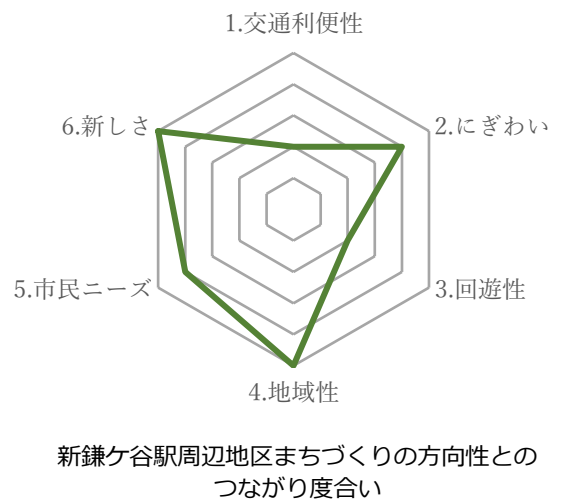 1.交通利便性
6.新しさ
2.にぎわい
5.市民ニーズ
3.回遊性
4.地域性
新鎌ケ谷駅周辺地区まちづくりの方向性との
つながり度合い